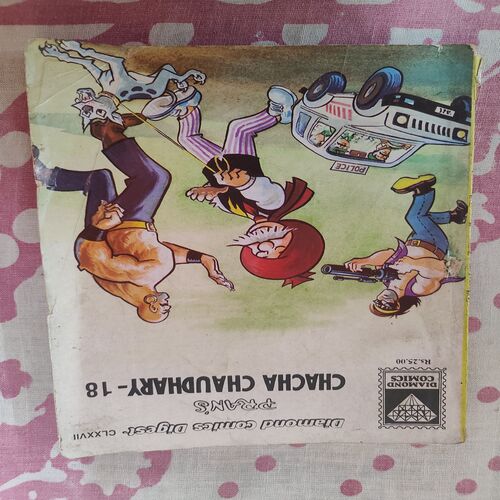 Diamond Comics Digest CLXXVII
PRAN'S
CHACHA CHAUDHARY - 18
DIAMOND
COMICS
Rs.25.00
POLICE